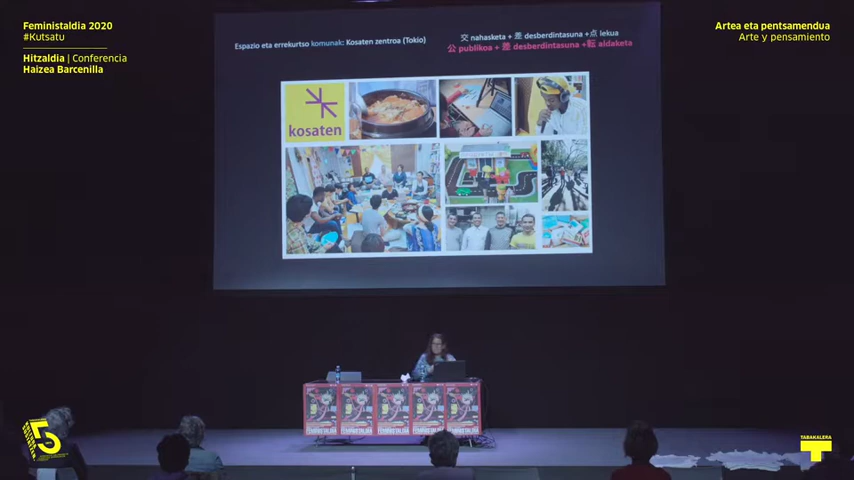 Feministaldia 2020
#Kutsatu
Hitzaldia | Conferencia
Haizea Barcenilla
Artea eta pentsamendua
Arte y pensamiento
Espazio eta errekurtso komunak: Kosaten zentroa (Tokio)
交 nahasketa + 差 desberdintasuna +点 lekua
公 publikoa + 差 desberdintasuna +転 aldaketa
kosaten
TABAKALERA